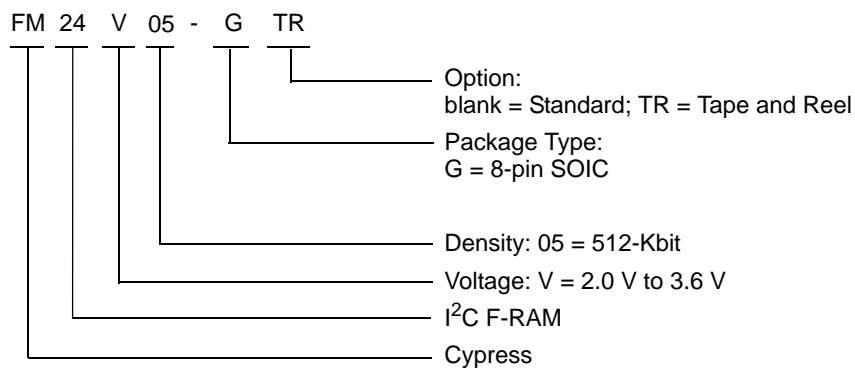 FM 24 V 05 - G TR
Option:
blank = Standard; TR = Tape and Reel
Package Type:
G = 8-pin SOIC
Density: 05 = 512-Kbit
Voltage: V = 2.0 V to 3.6 V
I²C F-RAM
Cypress